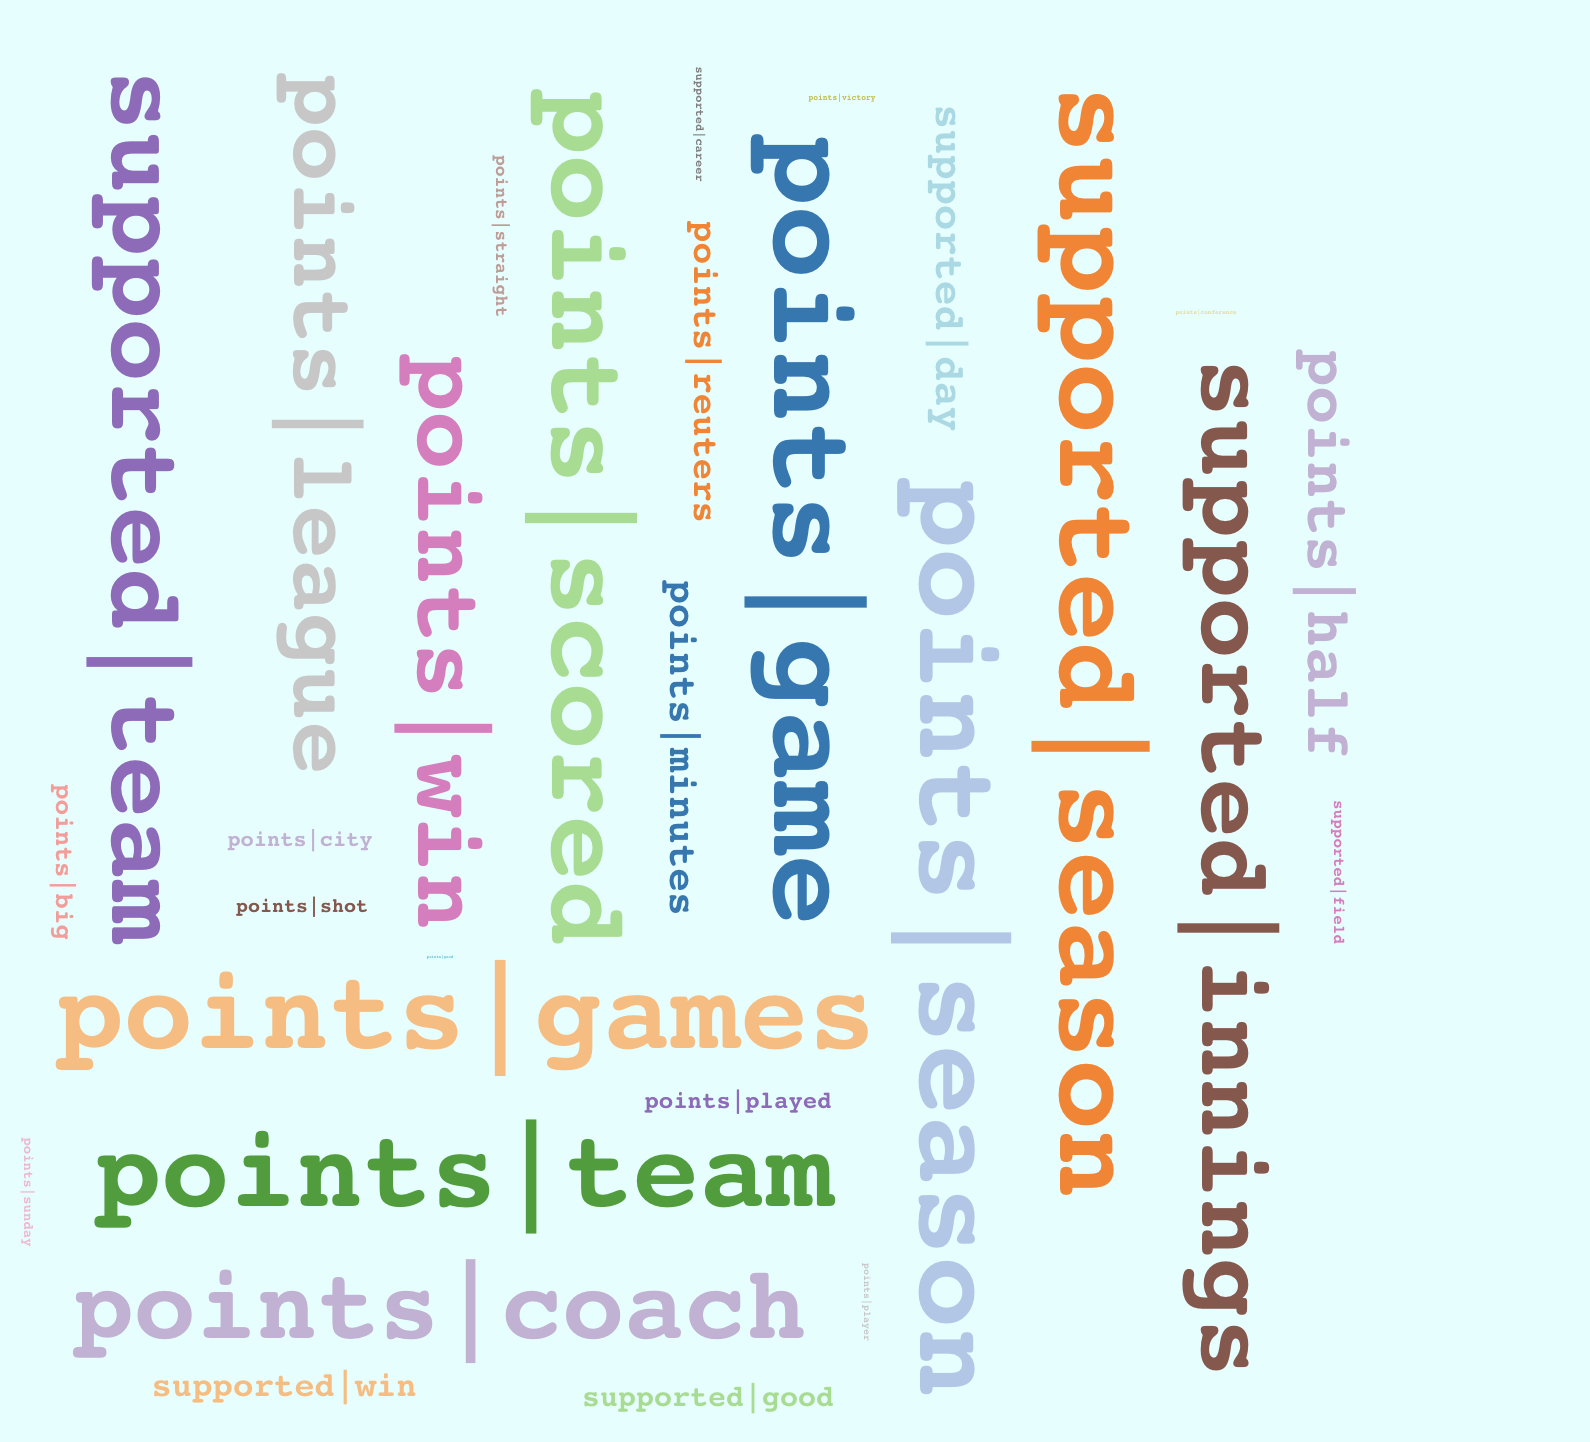 supported|team
points|league
points|straight
points|scored
supported|career
points|victory
points|game
points|reuters
supported|day
supported|season
points|conference
supported|innings
points|half
points|win
points|minutes
points|season
points|big
points|city
points|shot
supported|field
points|good
points|games
points|played
points|team
points|sunday
points|coach
points|player
supported|win
supported|good